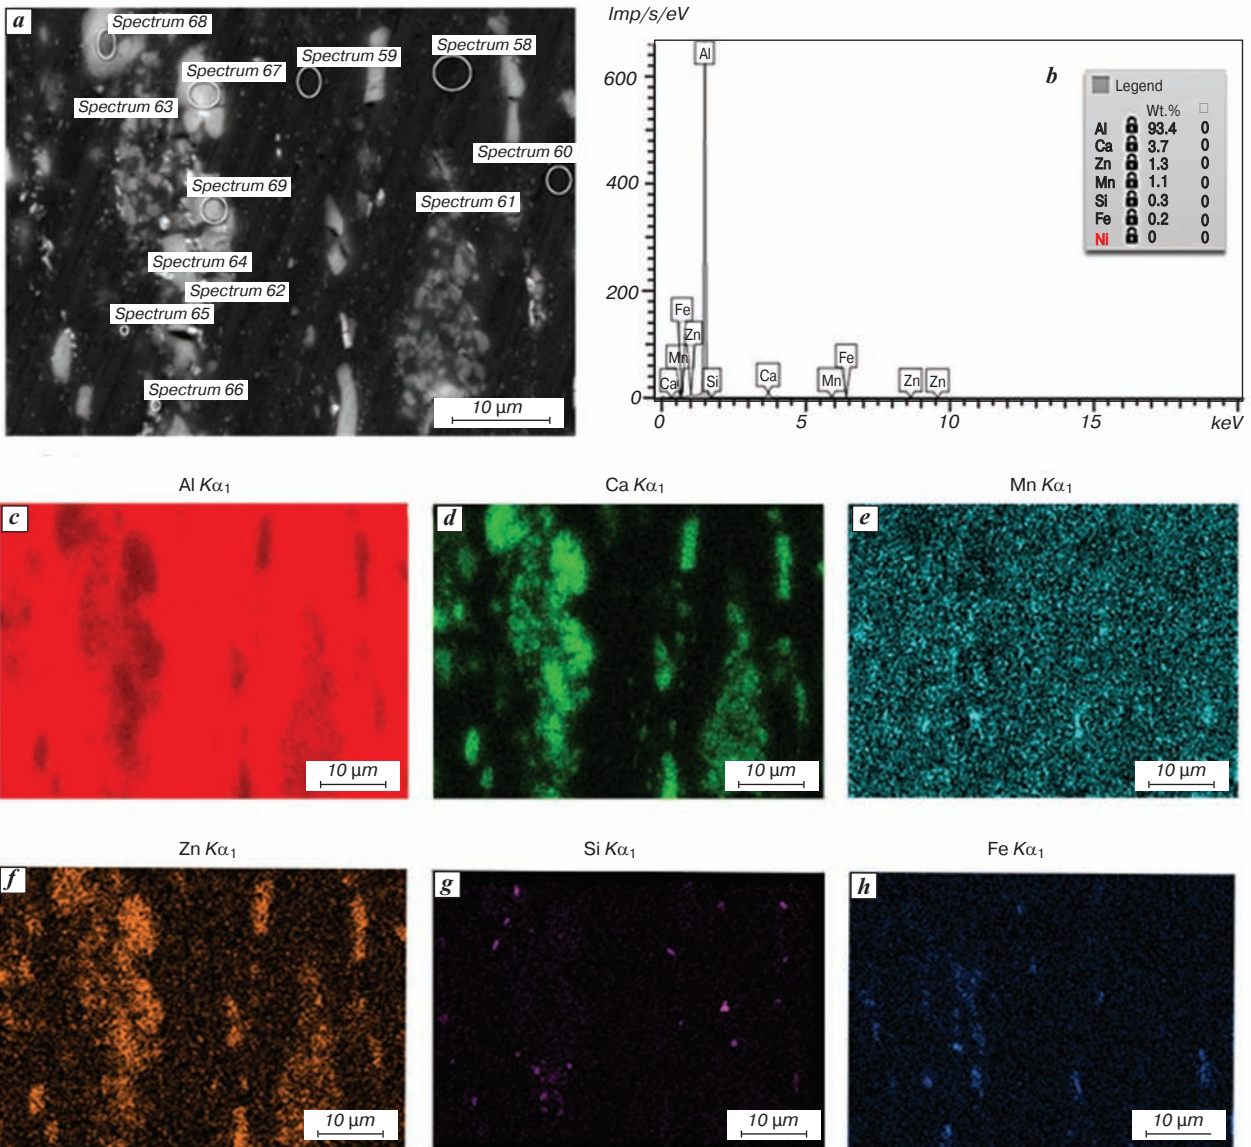 a
Spectrum 68
Spectrum 58
Spectrum 59
Spectrum 67
Spectrum 63
Spectrum 60
Spectrum 69
Spectrum 61
Spectrum 64
Spectrum 62
Spectrum 65
Spectrum 66
10 µm
Imp/s/eV
b
600
400
200
0
Al
Fe
Zn
Mn
Ca
Si
Ca
Mn
Fe
Zn
Zn
0
5
10
15
keV
Legend
Wt.%
Al 93.4 0
Ca 3.7 0
Zn 1.3 0
Mn 1.1 0
Si 0.3 0
Fe 0.2 0
Ni 0 0
Al Kα₁
Ca Kα₁
Mn Kα₁
c
d
e
10 µm
10 µm
10 µm
Zn Kα₁
Si Kα₁
Fe Kα₁
f
g
h
10 µm
10 µm
10 µm